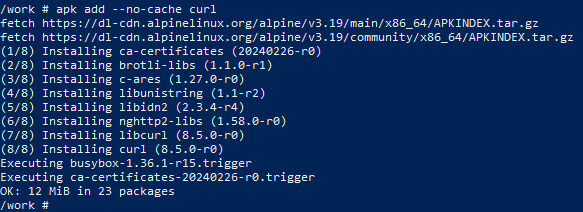 /work # apk add --no-cache curl
fetch https://dl-cdn.alpinelinux.org/alpine/v3.19/main/x86_64/APKINDEX.tar.gz
fetch https://dl-cdn.alpinelinux.org/alpine/v3.19/community/x86_64/APKINDEX.tar.gz
(1/8) Installing ca-certificates (20240226-r0)
(2/8) Installing brotli-libs (1.1.0-r1)
(3/8) Installing c-ares (1.27.0-r0)
(4/8) Installing libunistring (1.1-r2)
(5/8) Installing libidn2 (2.3.4-r4)
(6/8) Installing nghttp2-libs (1.58.0-r0)
(7/8) Installing libcurl (8.5.0-r0)
(8/8) Installing curl (8.5.0-r0)
Executing busybox-1.36.1-r15.trigger
Executing ca-certificates-20240226-r0.trigger
OK: 12 MiB in 23 packages
/work #